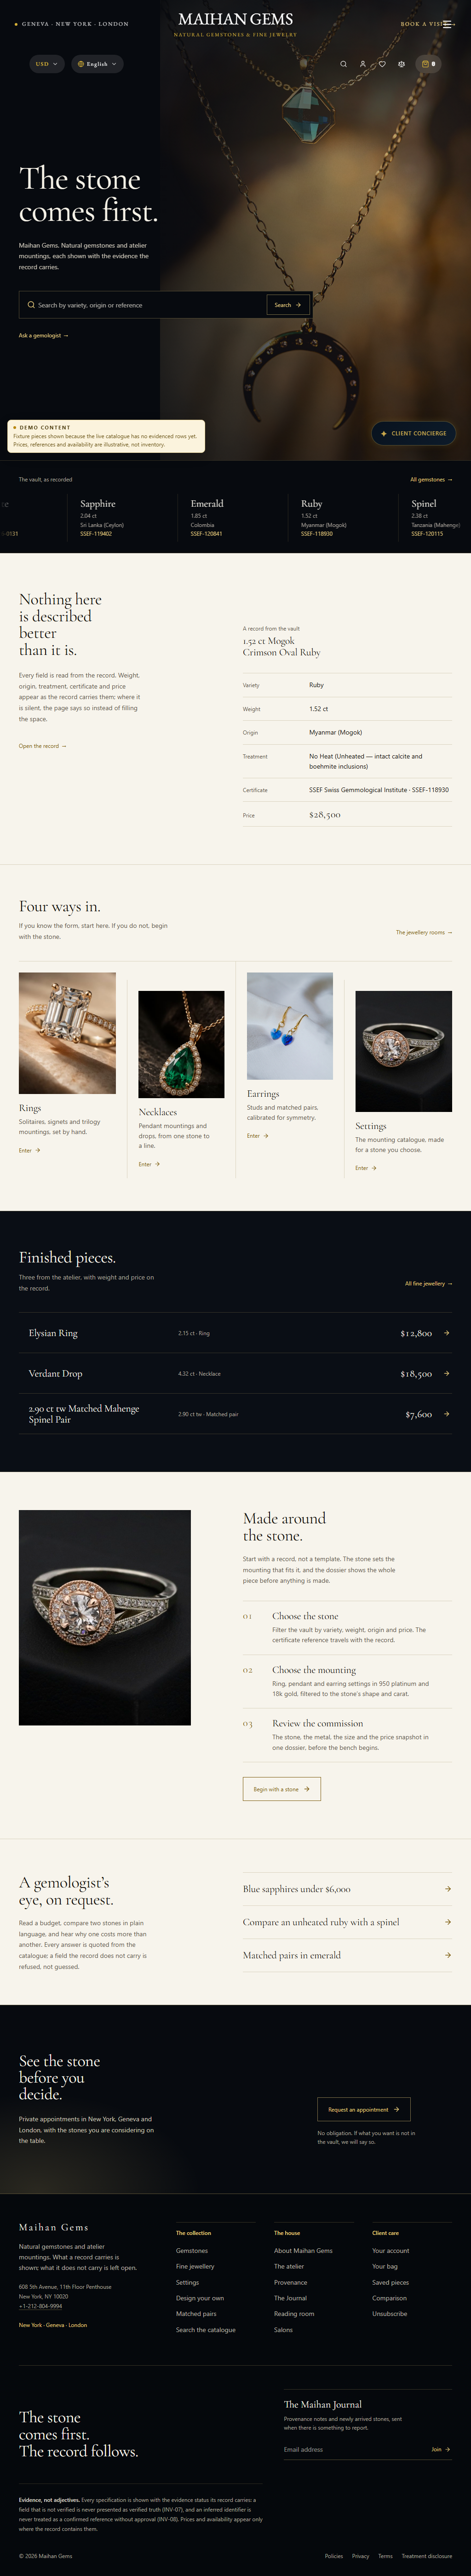 GENEVA · NEW YORK · LONDON
MAIHAN GEMS
NATURAL GEMSTONES & FINE JEWELRY
BOOK A VISIT
USD
English
0
The stone
comes first.
Maihan Gems. Natural gemstones and atelier
mountings, each shown with the evidence the
record carries.
Search by variety, origin or reference
Search →
Ask a gemologist →
DEMO CONTENT
Fixture pieces shown because the live catalogue has no evidenced rows yet.
Prices, references and availability are illustrative, not inventory.
CLIENT CONCIERGE
The vault, as recorded
All gemstones →
Sapphire
2.04 ct
Sri Lanka (Ceylon)
SSEF-119402
Emerald
1.85 ct
Colombia
SSEF-120841
Ruby
1.52 ct
Myanmar (Mogok)
SSEF-118930
Spinel
2.38 ct
Tanzania (Mahenge)
SSEF-120115
Nothing here
is described
better
than it is.
Every field is read from the record. Weight,
origin, treatment, certificate and price
appear as the record carries them; where it
is silent, the page says so instead of filling
the space.
Open the record →
A record from the vault
1.52 ct Mogok
Crimson Oval Ruby
Variety Ruby
Weight 1.52 ct
Origin Myanmar (Mogok)
Treatment No Heat (Unheated — intact calcite and
boehmite inclusions)
Certificate SSEF Swiss Gemmological Institute · SSEF-118930
Price $28,500
Four ways in.
If you know the form, start here. If you do not, begin
with the stone.
The jewellery rooms →
Rings
Solitaires, signets and trilogy
mountings, set by hand.
Enter →
Necklaces
Pendant mountings and
drops, from one stone to
a line.
Enter →
Earrings
Studs and matched pairs,
calibrated for symmetry.
Enter →
Settings
The mounting catalogue, made
for a stone you choose.
Enter →
Finished pieces.
Three from the atelier, with weight and price on
the record.
All fine jewellery →
Elysian Ring
2.15 ct · Ring
$12,800 →
Verdant Drop
4.32 ct · Necklace
$18,500 →
2.90 ct tw Matched Mahenge
Spinel Pair
2.90 ct tw · Matched pair
$7,600 →
Made around
the stone.
Start with a record, not a template. The stone sets the
mounting that fits it, and the dossier shows the whole
piece before anything is made.
01 Choose the stone
Filter the vault by variety, weight, origin and price. The
certificate reference travels with the record.
02 Choose the mounting
Ring, pendant and earring settings in 950 platinum and
18k gold, filtered to the stone's shape and carat.
03 Review the commission
The stone, the metal, the size and the price snapshot in
one dossier, before the bench begins.
Begin with a stone →
A gemologist's
eye, on request.
Read a budget, compare two stones in plain
language, and hear why one costs more than
another. Every answer is quoted from the
catalogue; a field the record does not carry is
refused, not guessed.
Blue sapphires under $6,000 →
Compare an unheated ruby with a spinel →
Matched pairs in emerald →
See the stone
before you
decide.
Private appointments in New York, Geneva and
London, with the stones you are considering on
the table.
Request an appointment →
No obligation. If what you want is not in
the vault, we will say so.
Maihan Gems
Natural gemstones and atelier
mountings. What a record carries is
shown; what it does not carry is left open.
608 5th Avenue, 11th Floor Penthouse
New York, NY 10020
+1-212-804-9994
New York · Geneva · London
The collection
Gemstones
Fine jewellery
Settings
Design your own
Matched pairs
Search the catalogue
The house
About Maihan Gems
The atelier
Provenance
The Journal
Reading room
Salons
Client care
Your account
Your bag
Saved pieces
Comparison
Unsubscribe
The stone
comes first.
The record follows.
The Maihan Journal
Provenance notes and newly arrived stones, sent
when there is something to report.
Email address
Join →
Evidence, not adjectives. Every specification is shown with the evidence status its record carries: a
field that is not verified is never presented as verified truth (INV-07), and an inferred identifier is
never treated as a confirmed reference without approval (INV-08). Prices and availability appear only
where the record contains them.
© 2026 Maihan Gems
Policies
Privacy
Terms
Treatment disclosure